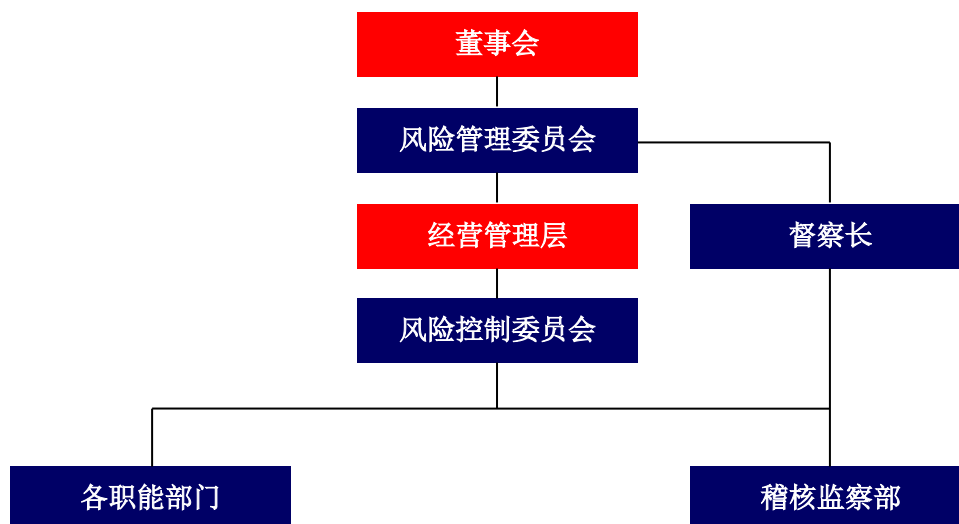 董事会
风险管理委员会
经营管理层
督察长
风险控制委员会
各职能部门
稽核监察部